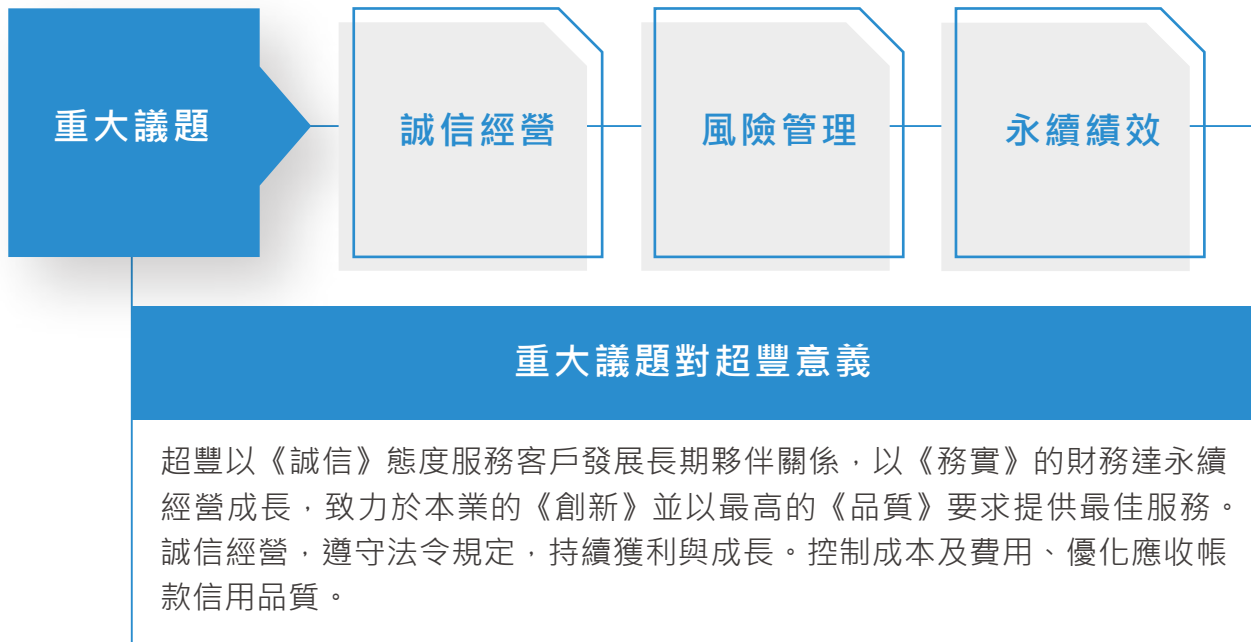 重大議題
誠信經營
風險管理
永續績效
重大議題對超豐意義
超豐以《誠信》態度服務客戶發展長期夥伴關係，以《務實》的財務達永續
經營成長，致力於本業的《創新》並以最高的《品質》要求提供最佳服務。
誠信經營，遵守法令規定，持續獲利與成長。控制成本及費用、優化應收帳
款信用品質。